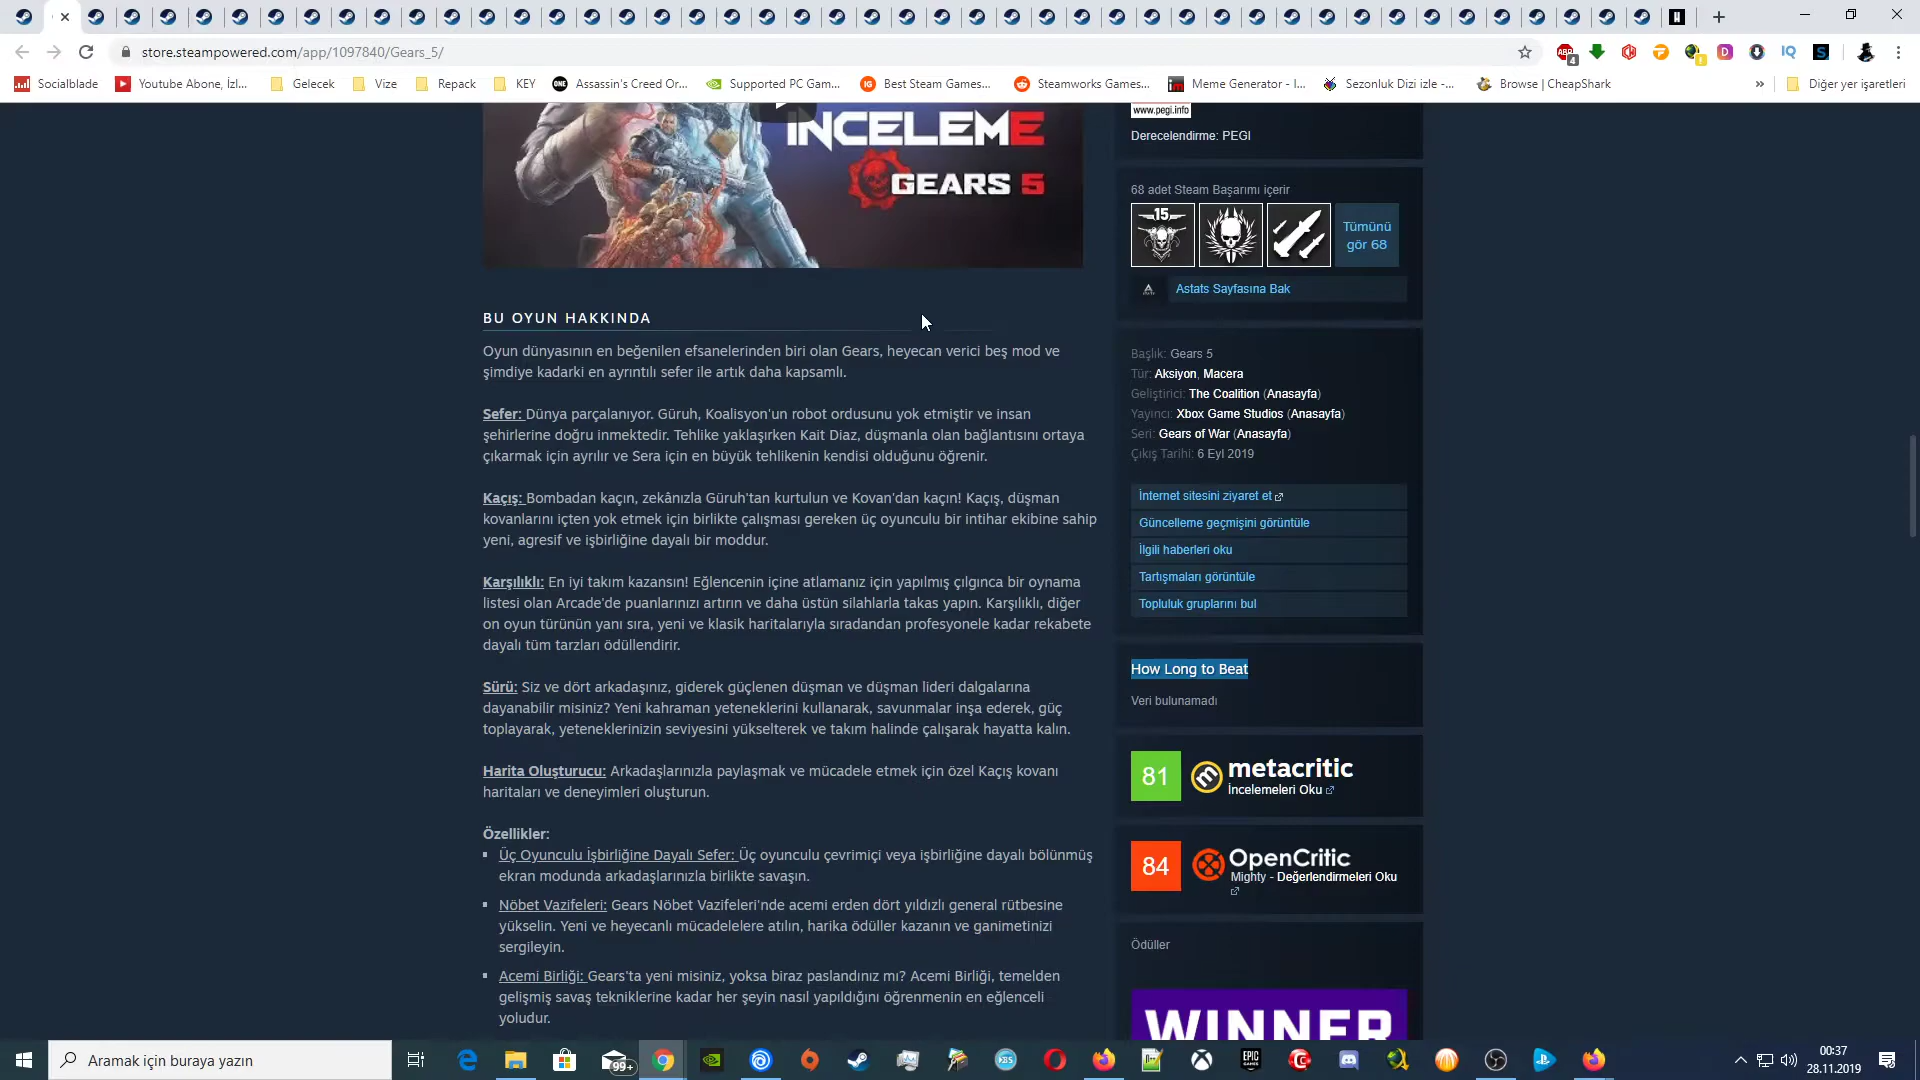 store.steampowered.com/app/1097840/Gears_5/
ABP
4
IQ
S
Socialblade
Youtube Abone, İzl...
Gelecek
Vize
Repack
KEY
Assassin's Creed Or...
Supported PC Gam...
Best Steam Games...
Steamworks Games...
Meme Generator - I...
Sezonluk Dizi izle -...
Browse | CheapShark
»
Diğer yer işaretleri
İNCELEME
GEARS 5
www.pegi.info
Derecelendirme: PEGI
68 adet Steam Başarımı içerir
15
Tümünü
gör 68
Astats Sayfasına Bak
BU OYUN HAKKINDA
Oyun dünyasının en beğenilen efsanelerinden biri olan Gears, heyecan verici beş mod ve
şimdiye kadarki en ayrıntılı sefer ile artık daha kapsamlı.
Sefer: Dünya parçalanıyor. Güruh, Koalisyon'un robot ordusunu yok etmiştir ve insan
şehirlerine doğru inmektedir. Tehlike yaklaşırken Kait Diaz, düşmanla olan bağlantısını ortaya
çıkarmak için ayrılır ve Sera için en büyük tehlikenin kendisi olduğunu öğrenir.
Kaçış: Bombadan kaçın, zekânızla Güruh'tan kurtulun ve Kovan'dan kaçın! Kaçış, düşman
kovanlarını içten yok etmek için birlikte çalışması gereken üç oyunculu bir intihar ekibine sahip
yeni, agresif ve işbirliğine dayalı bir moddur.
Karşılıklı: En iyi takım kazansın! Eğlencenin içine atlamanız için yapılmış çılgınca bir oynama
listesi olan Arcade'de puanlarınızı artırın ve daha üstün silahlarla takas yapın. Karşılıklı, diğer
on oyun türünün yanı sıra, yeni ve klasik haritalarıyla sıradandan profesyonele kadar rekabete
dayalı tüm tarzları ödüllendirir.
Sürü: Siz ve dört arkadaşınız, giderek güçlenen düşman ve düşman lideri dalgalarına
dayanabilir misiniz? Yeni kahraman yeteneklerini kullanarak, savunmalar inşa ederek, güç
toplayarak, yeteneklerinizin seviyesini yükselterek ve takım halinde çalışarak hayatta kalın.
Harita Oluşturucu: Arkadaşlarınızla paylaşmak ve mücadele etmek için özel Kaçış kovanı
haritaları ve deneyimleri oluşturun.
Özellikler:
▪ Üç Oyunculu İşbirliğine Dayalı Sefer: Üç oyunculu çevrimiçi veya işbirliğine dayalı bölünmüş
ekran modunda arkadaşlarınızla birlikte savaşın.
▪ Nöbet Vazifeleri: Gears Nöbet Vazifeleri'nde acemi erden dört yıldızlı general rütbesine
yükselin. Yeni ve heyecanlı mücadelelere atılın, harika ödüller kazanın ve ganimetinizi
sergileyin.
▪ Acemi Birliği: Gears'ta yeni misiniz, yoksa biraz paslandınız mı? Acemi Birliği, temelden
gelişmiş savaş tekniklerine kadar her şeyin nasıl yapıldığını öğrenmenin en eğlenceli
yoludur.
Başlık: Gears 5
Tür: Aksiyon, Macera
Geliştirici: The Coalition (Anasayfa)
Yayıncı: Xbox Game Studios (Anasayfa)
Seri: Gears of War (Anasayfa)
Çıkış Tarihi: 6 Eyl 2019
İnternet sitesini ziyaret et
Güncelleme geçmişini görüntüle
İlgili haberleri oku
Tartışmaları görüntüle
Topluluk gruplarını bul
How Long to Beat
Veri bulunamadı
81
metacritic
İncelemeleri Oku
84
OpenCritic
Mighty - Değerlendirmeleri Oku
Ödüller
WINNER
Aramak için buraya yazın
99+
EPIC
GAMES
00:37
28.11.2019